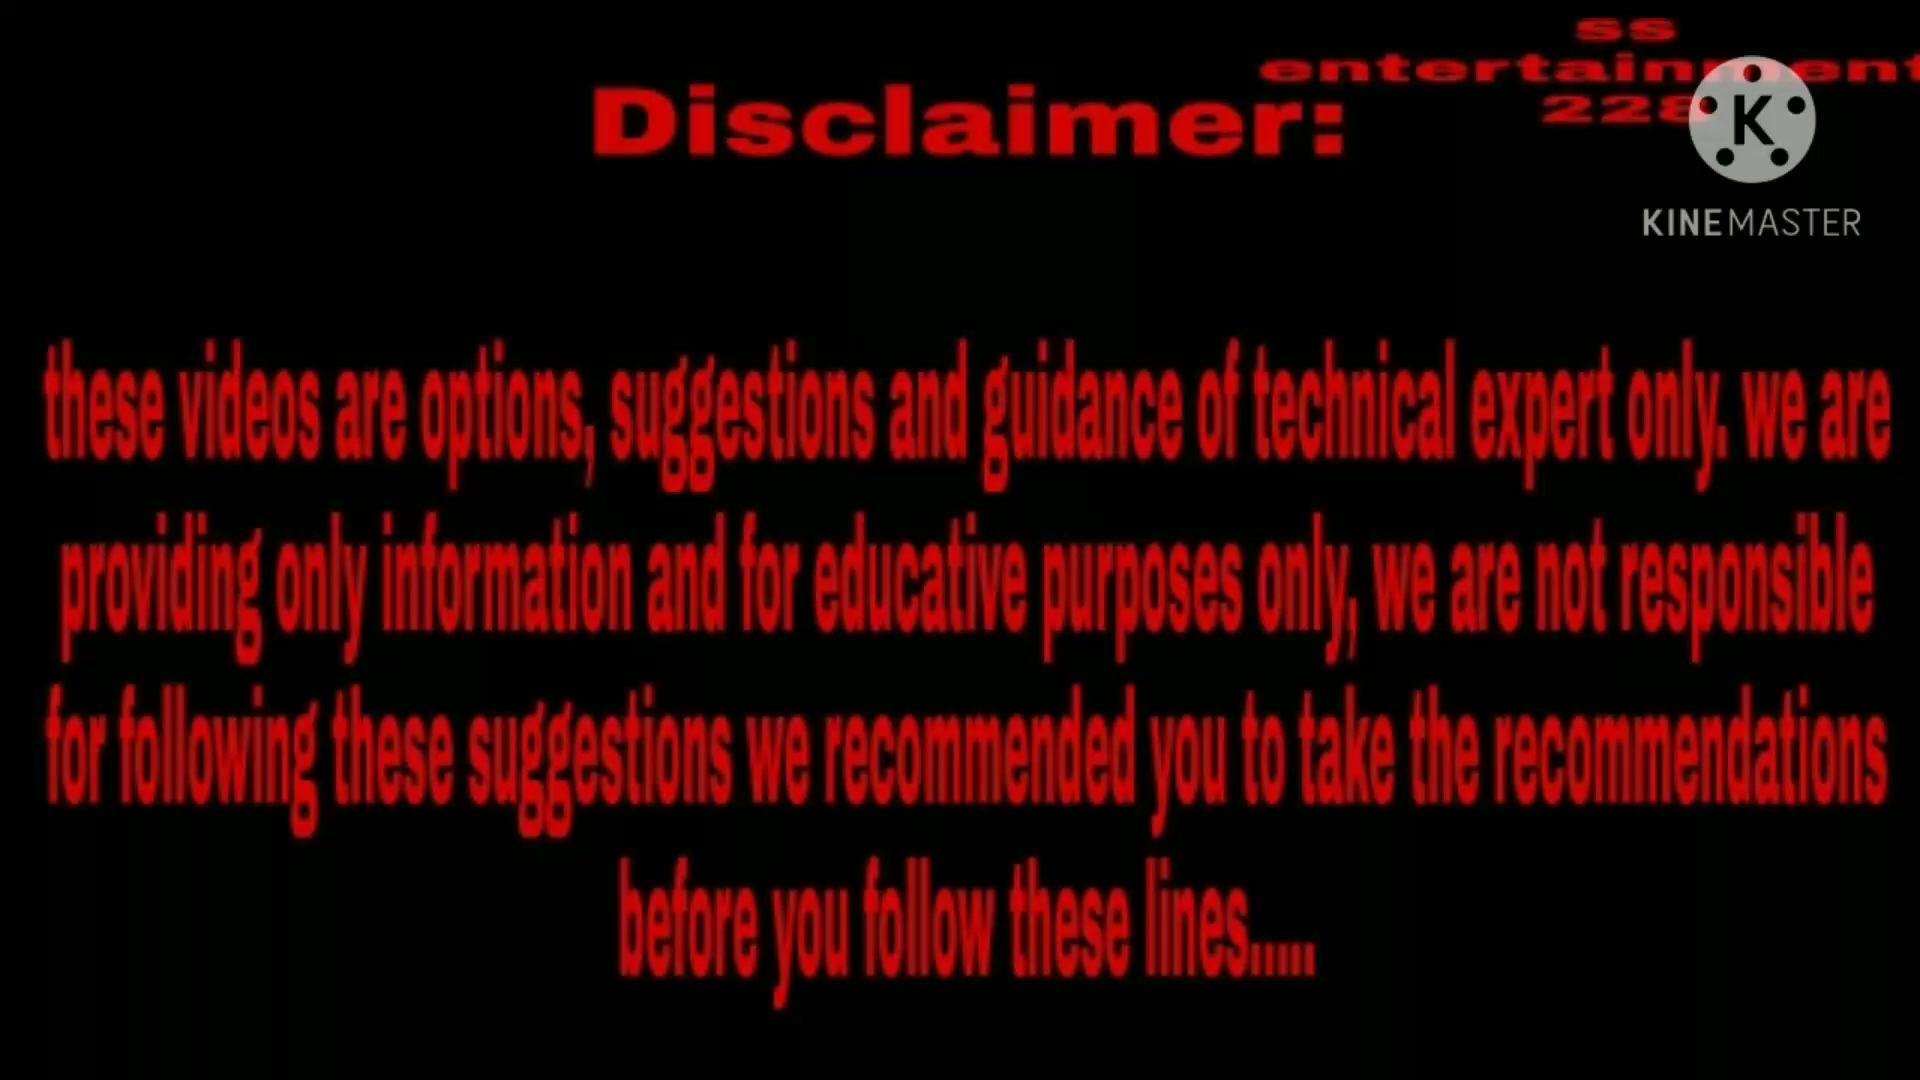 ss
entertainment
228
Disclaimer:
K
KINEMASTER
these videos are options, suggestions and guidance of technical expert only. we are
providing only information and for educative purposes only, we are not responsible
for following these suggestions we recommended you to take the recommendations
before you follow these lines.....